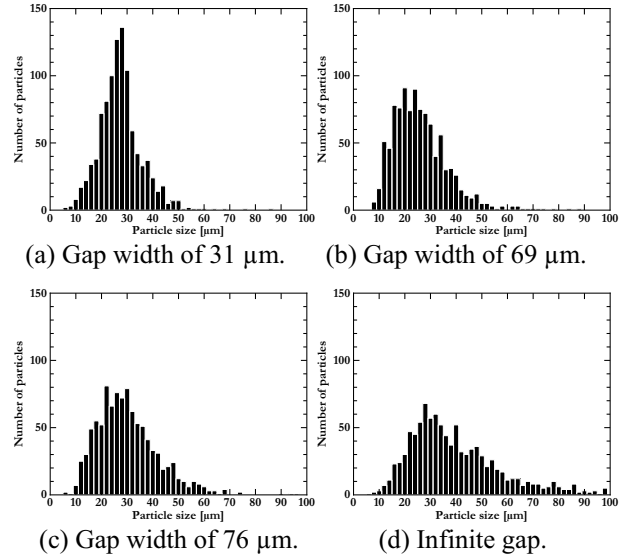 150
100
50
0
Number of particles
0 10 20 30 40 50 60 70 80 90 100
Particle size [µm]
(a) Gap width of 31 µm.
150
100
50
0
Number of particles
0 10 20 30 40 50 60 70 80 90 100
Particle size [µm]
(b) Gap width of 69 µm.
150
100
50
0
Number of particles
0 10 20 30 40 50 60 70 80 90 100
Particle size [µm]
(c) Gap width of 76 µm.
150
100
50
0
Number of particles
0 10 20 30 40 50 60 70 80 90 100
Particle size [µm]
(d) Infinite gap.